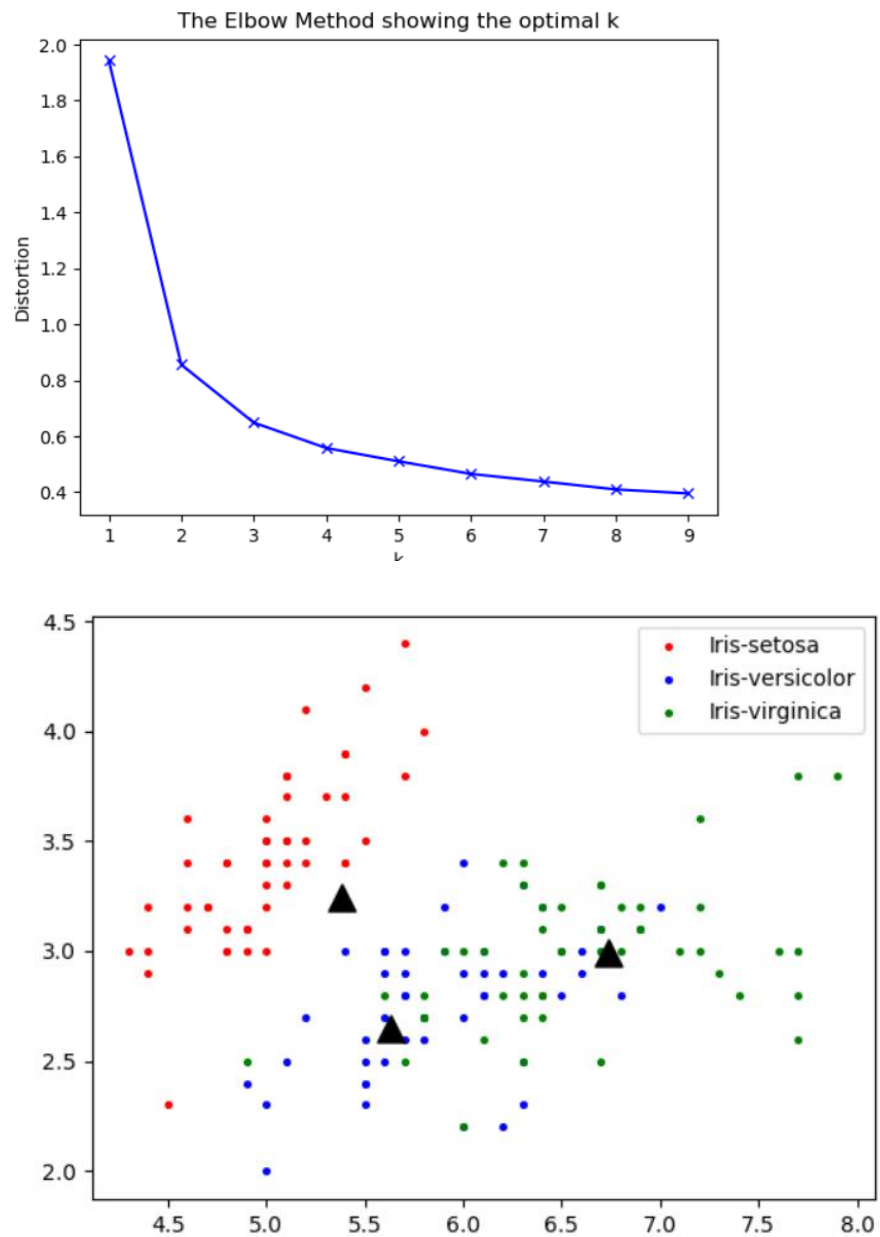 The Elbow Method showing the optimal k
2.0
1.8
1.6
1.4
1.2
1.0
0.8
0.6
0.4
Distortion
1 2 3 4 5 6 7 8 9
k
4.5
4.0
3.5
3.0
2.5
2.0
Iris-setosa
Iris-versicolor
Iris-virginica
4.5 5.0 5.5 6.0 6.5 7.0 7.5 8.0